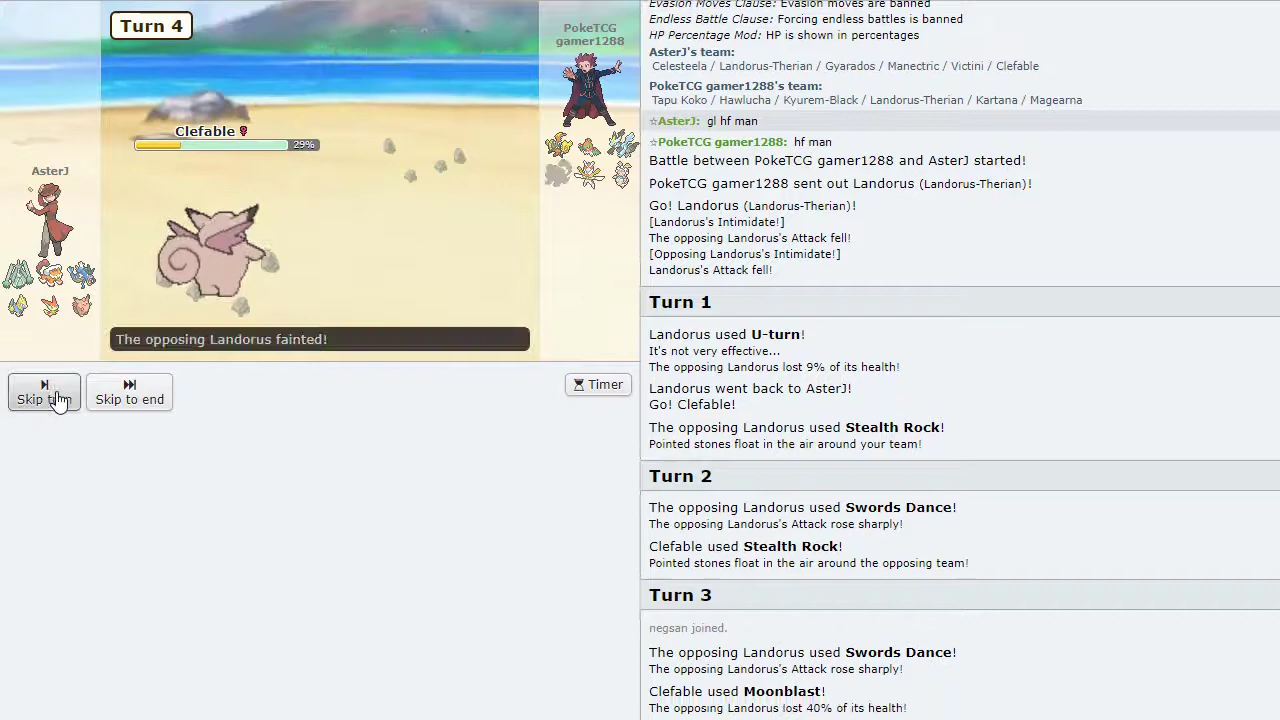 Turn 4
PokeTCG
gamer1288
Clefable
29%
AsterJ
The opposing Landorus fainted!
Skip
Skip to end
Timer
Evasion Moves Clause: Evasion moves are banned
Endless Battle Clause: Forcing endless battles is banned
HP Percentage Mod: HP is shown in percentages
AsterJ's team:
Celesteela / Landorus-Therian / Gyarados / Manectric / Victini / Clefable
PokeTCG gamer1288's team:
Tapu Koko / Hawlucha / Kyurem-Black / Landorus-Therian / Kartana / Magearna
☆AsterJ: gl hf man
☆PokeTCG gamer1288: hf man
Battle between PokeTCG gamer1288 and AsterJ started!
PokeTCG gamer1288 sent out Landorus (Landorus-Therian)!
Go! Landorus (Landorus-Therian)!
[Landorus's Intimidate!]
The opposing Landorus's Attack fell!
[Opposing Landorus's Intimidate!]
Landorus's Attack fell!
Turn 1
Landorus used U-turn!
It's not very effective...
The opposing Landorus lost 9% of its health!
Landorus went back to AsterJ!
Go! Clefable!
The opposing Landorus used Stealth Rock!
Pointed stones float in the air around your team!
Turn 2
The opposing Landorus used Swords Dance!
The opposing Landorus's Attack rose sharply!
Clefable used Stealth Rock!
Pointed stones float in the air around the opposing team!
Turn 3
negsan joined.
The opposing Landorus used Swords Dance!
The opposing Landorus's Attack rose sharply!
Clefable used Moonblast!
The opposing Landorus lost 40% of its health!